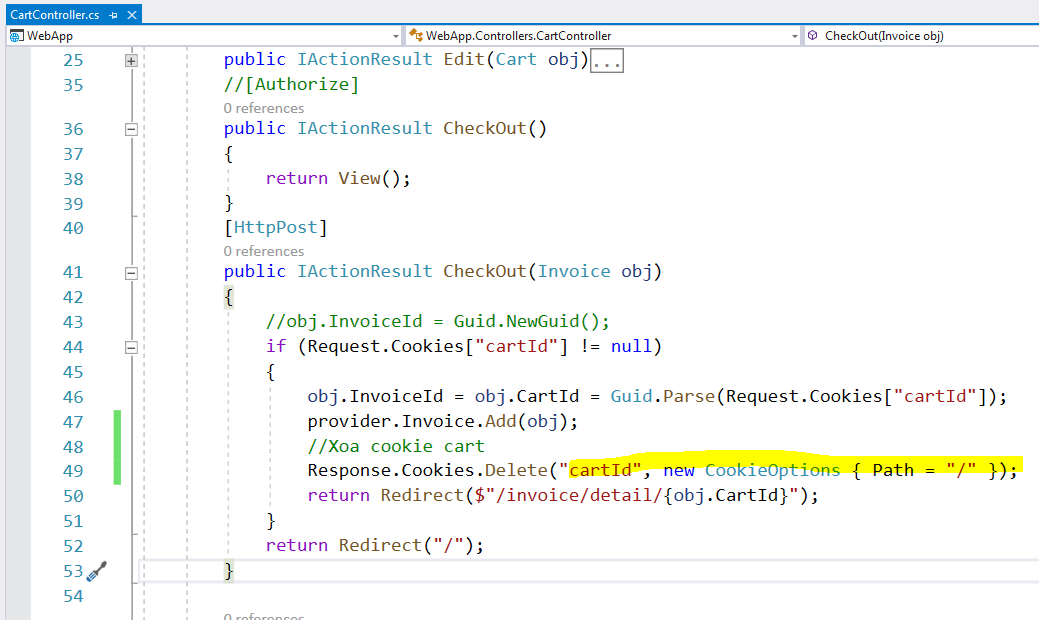 CartController.cs
WebApp WebApp.Controllers.CartController CheckOut(Invoice obj)
25 public IActionResult Edit(Cart obj)...
35 //[Authorize]
0 references
36 public IActionResult CheckOut()
37 {
38 return View();
39 }
40 [HttpPost]
0 references
41 public IActionResult CheckOut(Invoice obj)
42 {
43 //obj.InvoiceId = Guid.NewGuid();
44 if (Request.Cookies["cartId"] != null)
45 {
46 obj.InvoiceId = obj.CartId = Guid.Parse(Request.Cookies["cartId"]);
47 provider.Invoice.Add(obj);
48 //Xoa cookie cart
49 Response.Cookies.Delete("cartId", new CookieOptions { Path = "/" });
50 return Redirect($"/invoice/detail/{obj.CartId}");
51 }
52 return Redirect("/");
53 }
54
0 references